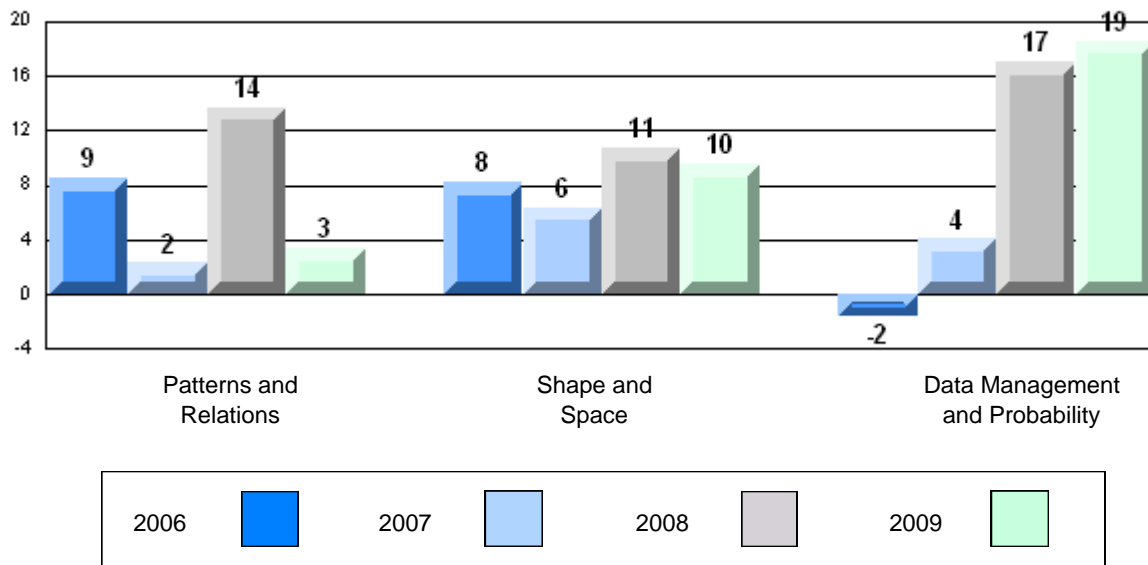 20
16
12
8
4
0
-4
9
2
14
3
8
6
11
10
-2
4
17
19
Patterns and
Relations
Shape and
Space
Data Management
and Probability
2006 2007 2008 2009